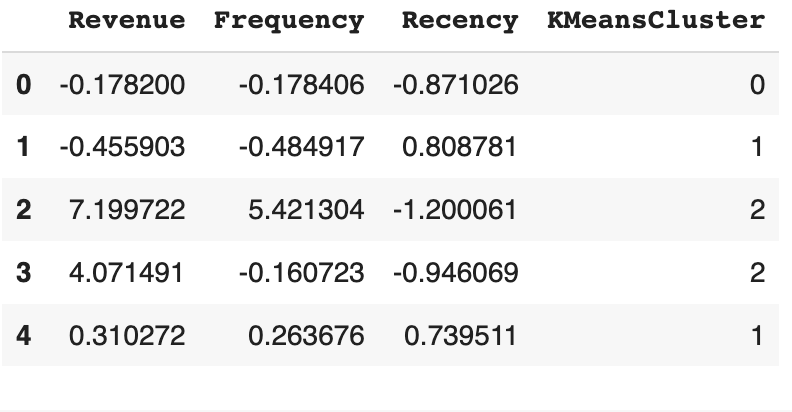 Revenue Frequency Recency KMeansCluster
0 -0.178200 -0.178406 -0.871026 0
1 -0.455903 -0.484917 0.808781 1
2 7.199722 5.421304 -1.200061 2
3 4.071491 -0.160723 -0.946069 2
4 0.310272 0.263676 0.739511 1